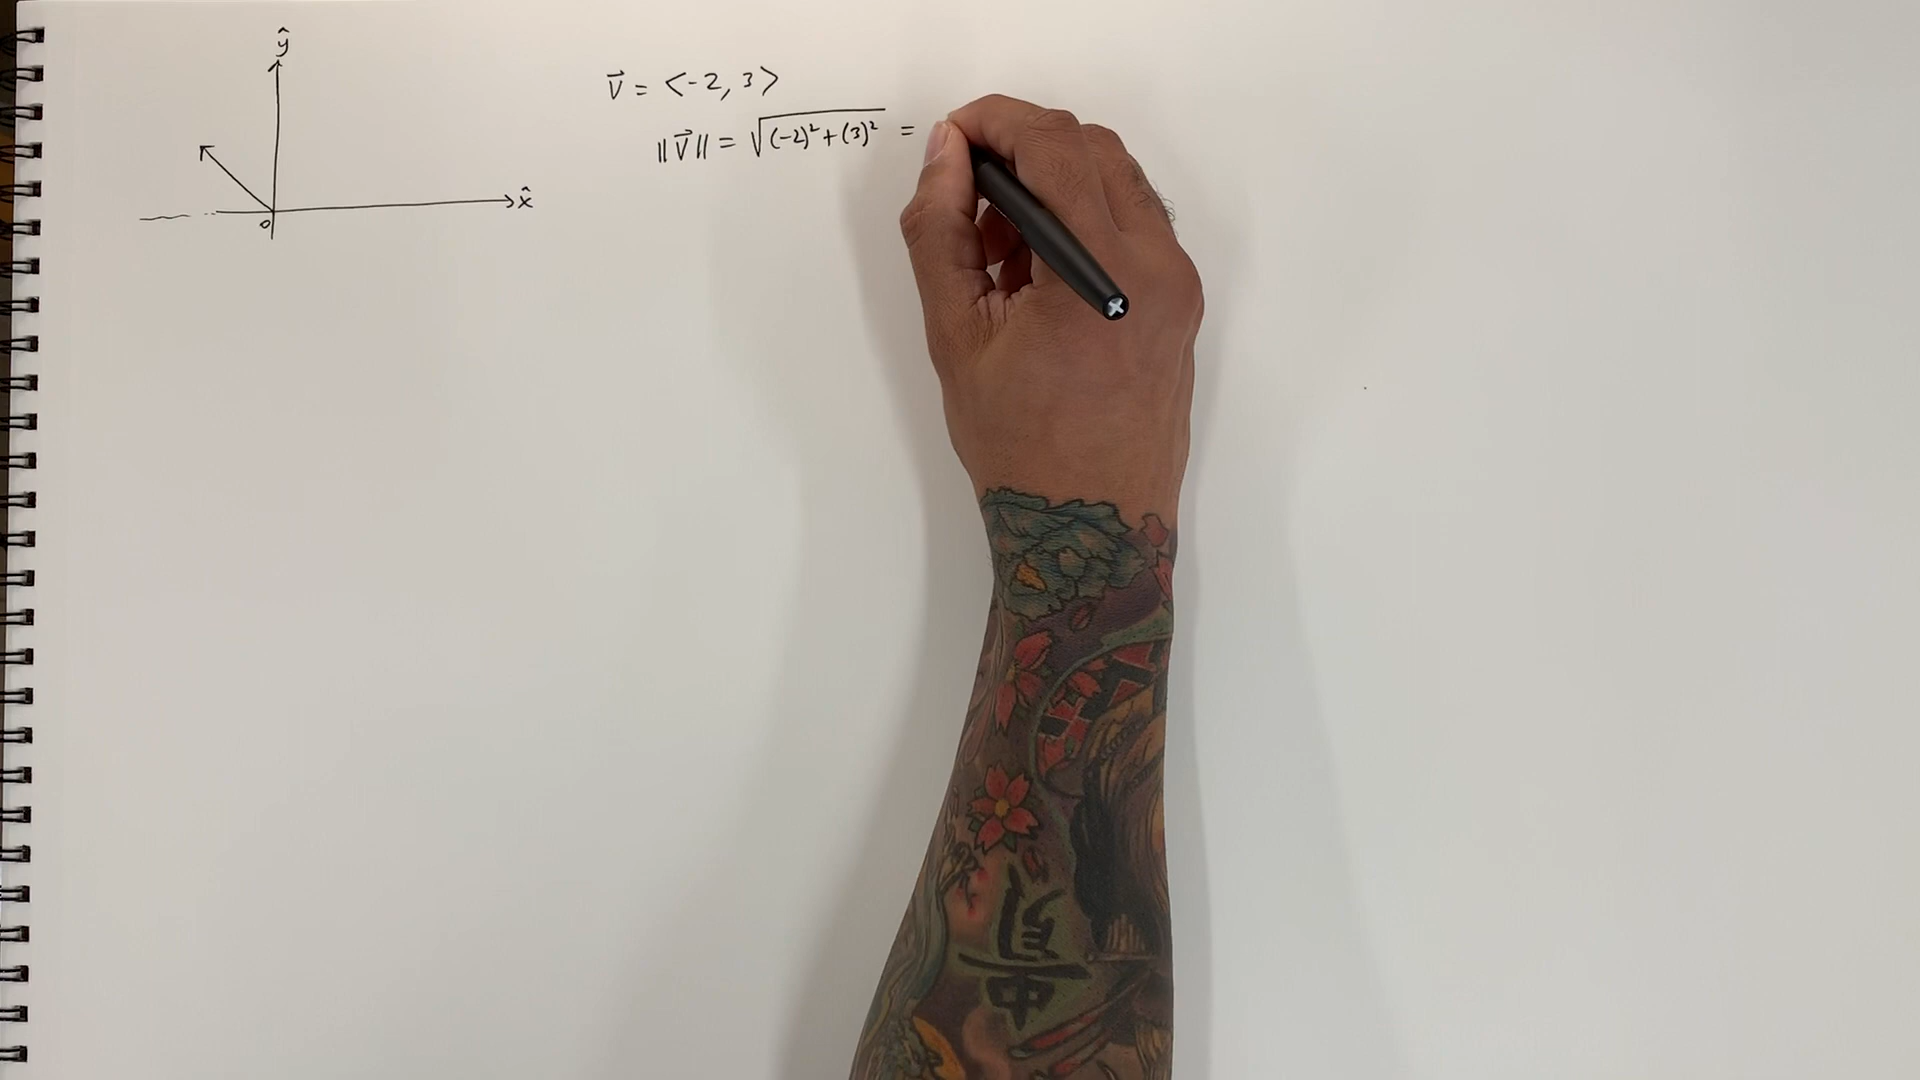 ŷ
x̂
0
v⃗ = <-2, 3>
||v⃗|| = √((-2)² + (3)²) =